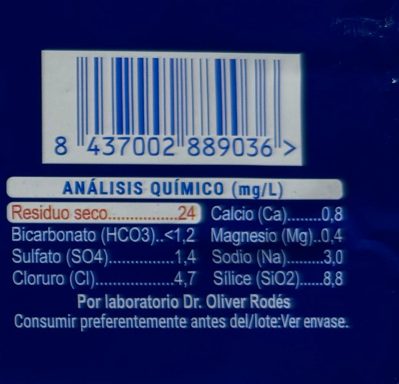 8 437002 889036 >
ANÁLISIS QUÍMICO (mg/L)
Residuo seco.................24 Calcio (Ca)........0,8
Bicarbonato (HCO3)..<1,2 Magnesio (Mg)..0,4
Sulfato (SO4)................1,4 Sodio (Na)........3,0
Cloruro (Cl)...................4,7 Sílice (SiO2).....8,8
Por laboratorio Dr. Oliver Rodés
Consumir preferentemente antes del/lote:Ver envase.